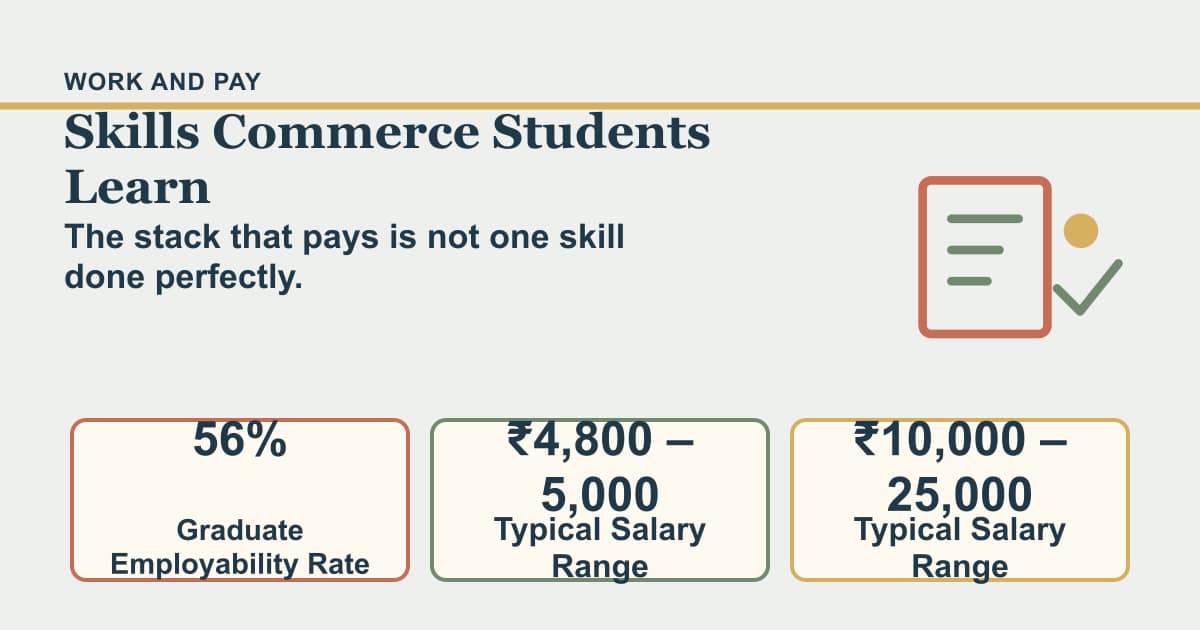 WORK AND PAY
Skills Commerce Students
Learn
The stack that pays is not one skill
done perfectly.
56%
Graduate
Employability Rate
₹4,800 –
5,000
Typical Salary
Range
₹10,000 –
25,000
Typical Salary
Range